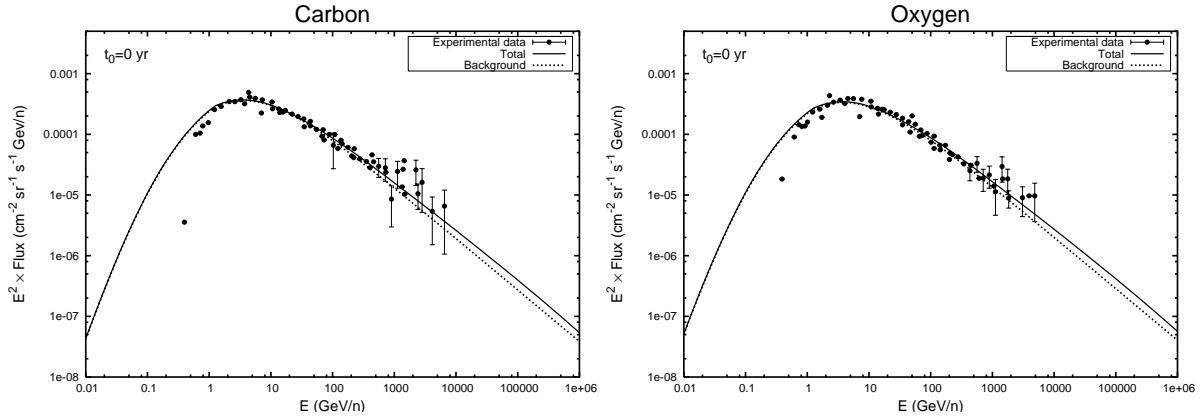 Carbon
t₀=0 yr
Experimental data
Total
Background
0.001
0.0001
1e-05
1e-06
1e-07
1e-08
E² × Flux (cm⁻² sr⁻¹ s⁻¹ Gev/n)
0.01 0.1 1 10 100 1000 10000 100000 1e+06
E (GeV/n)
Oxygen
t₀=0 yr
Experimental data
Total
Background
0.001
0.0001
1e-05
1e-06
1e-07
1e-08
E² × Flux (cm⁻² sr⁻¹ s⁻¹ Gev/n)
0.01 0.1 1 10 100 1000 10000 100000 1e+06
E (GeV/n)